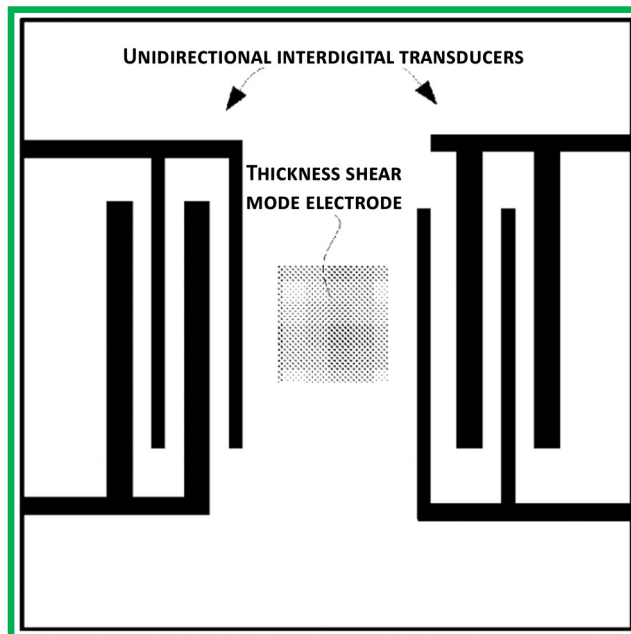 UNIDIRECTIONAL INTERDIGITAL TRANSDUCERS
THICKNESS SHEAR
MODE ELECTRODE